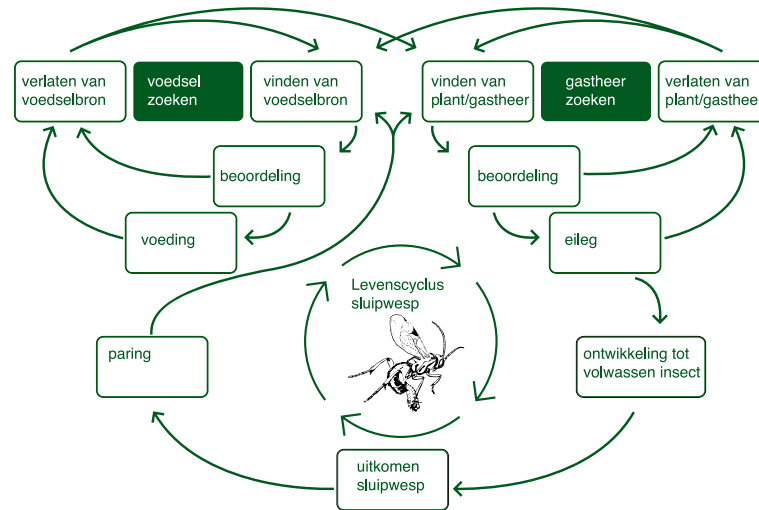 verlaten van
voedselbron
voedsel
zoeken
vinden van
voedselbron
vinden van
plant/gastheer
gastheer
zoeken
verlaten van
plant/gasthee
beoordeling
beoordeling
voeding
eileg
Levenscyclus
sluipwesp
paring
ontwikkeling tot
volwassen insect
uitkomen
sluipwesp